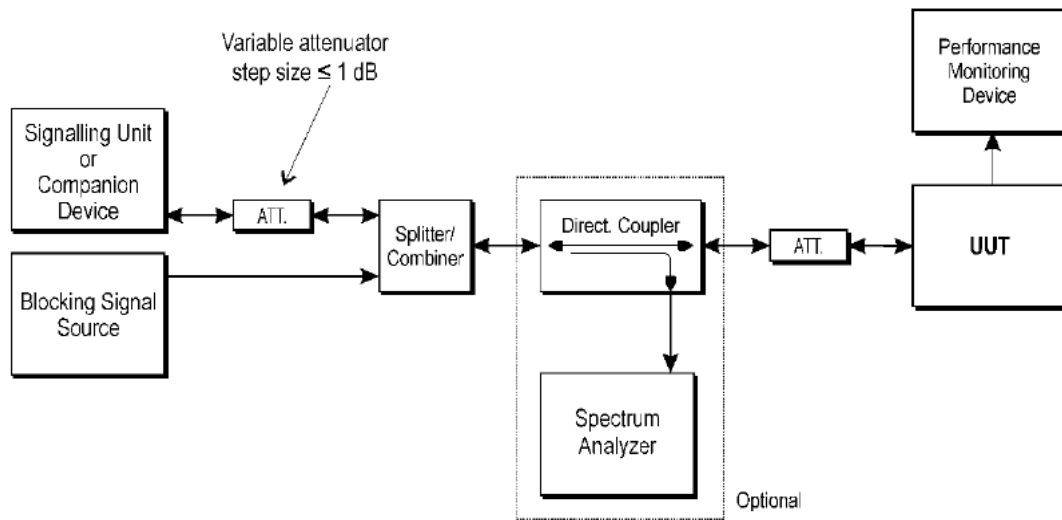 Variable attenuator
step size ≤ 1 dB
Performance
Monitoring
Device
Signalling Unit
or
Companion
Device
ATT.
Splitter/
Combiner
Direct. Coupler
ATT.
UUT
Blocking Signal
Source
Spectrum
Analyzer
Optional